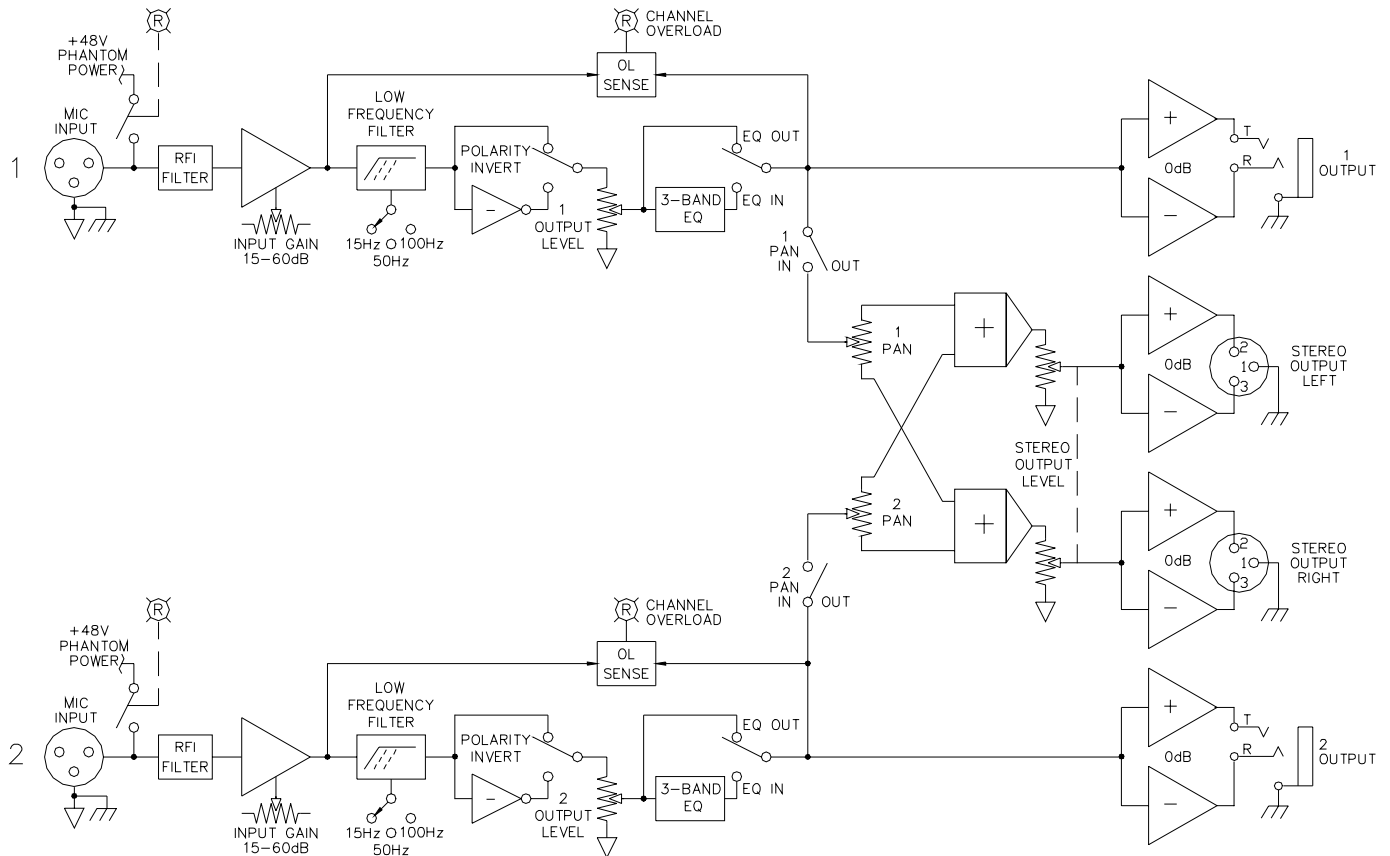 R
CHANNEL
OVERLOAD
+48V
PHANTOM
POWER
OL
SENSE
MIC
INPUT
LOW
FREQUENCY
FILTER
1
RFI
FILTER
POLARITY
INVERT
EQ OUT
+
T
0dB
R
1
OUTPUT
-
3-BAND
EQ
EQ IN
-
INPUT GAIN
15-60dB
15Hz
100Hz
50Hz
1
OUTPUT
LEVEL
1
PAN
IN
OUT
1
PAN
+
+
0dB
2
1
3
-
STEREO
OUTPUT
LEFT
STEREO
OUTPUT
LEVEL
2
PAN
+
+
0dB
2
1
3
-
STEREO
OUTPUT
RIGHT
2
PAN
IN
OUT
R
CHANNEL
OVERLOAD
+48V
PHANTOM
POWER
OL
SENSE
MIC
INPUT
LOW
FREQUENCY
FILTER
2
RFI
FILTER
POLARITY
INVERT
EQ OUT
+
T
0dB
R
2
OUTPUT
-
3-BAND
EQ
EQ IN
-
INPUT GAIN
15-60dB
15Hz
100Hz
50Hz
2
OUTPUT
LEVEL
R
R